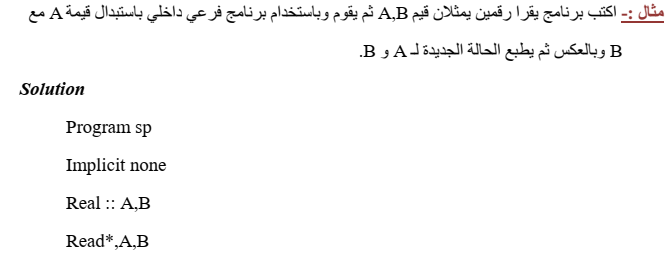 مثال :- اكتب برنامج يقرا رقمين يمثلان قيم A,B ثم يقوم وباستخدام برنامج فرعي داخلي باستبدال قيمة A مع
B وبالعكس ثم يطبع الحالة الجديدة لـ A و B.
Solution
Program sp
Implicit none
Real :: A,B
Read*,A,B